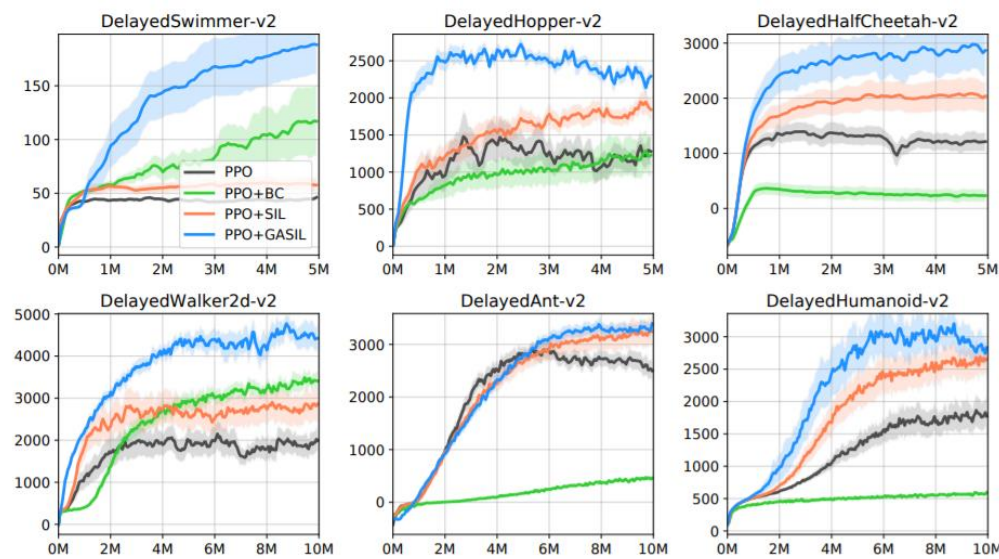 DelayedSwimmer-v2
150
100
50
0
0M 1M 2M 3M 4M 5M
PPO
PPO+BC
PPO+SIL
PPO+GASIL
DelayedHopper-v2
2500
2000
1500
1000
500
0
0M 1M 2M 3M 4M 5M
DelayedHalfCheetah-v2
3000
2000
1000
0
0M 1M 2M 3M 4M 5M
DelayedWalker2d-v2
5000
4000
3000
2000
1000
0
0M 2M 4M 6M 8M 10M
DelayedAnt-v2
3000
2000
1000
0
0M 2M 4M 6M 8M 10M
DelayedHumanoid-v2
3000
2500
2000
1500
1000
500
0
0M 2M 4M 6M 8M 10M